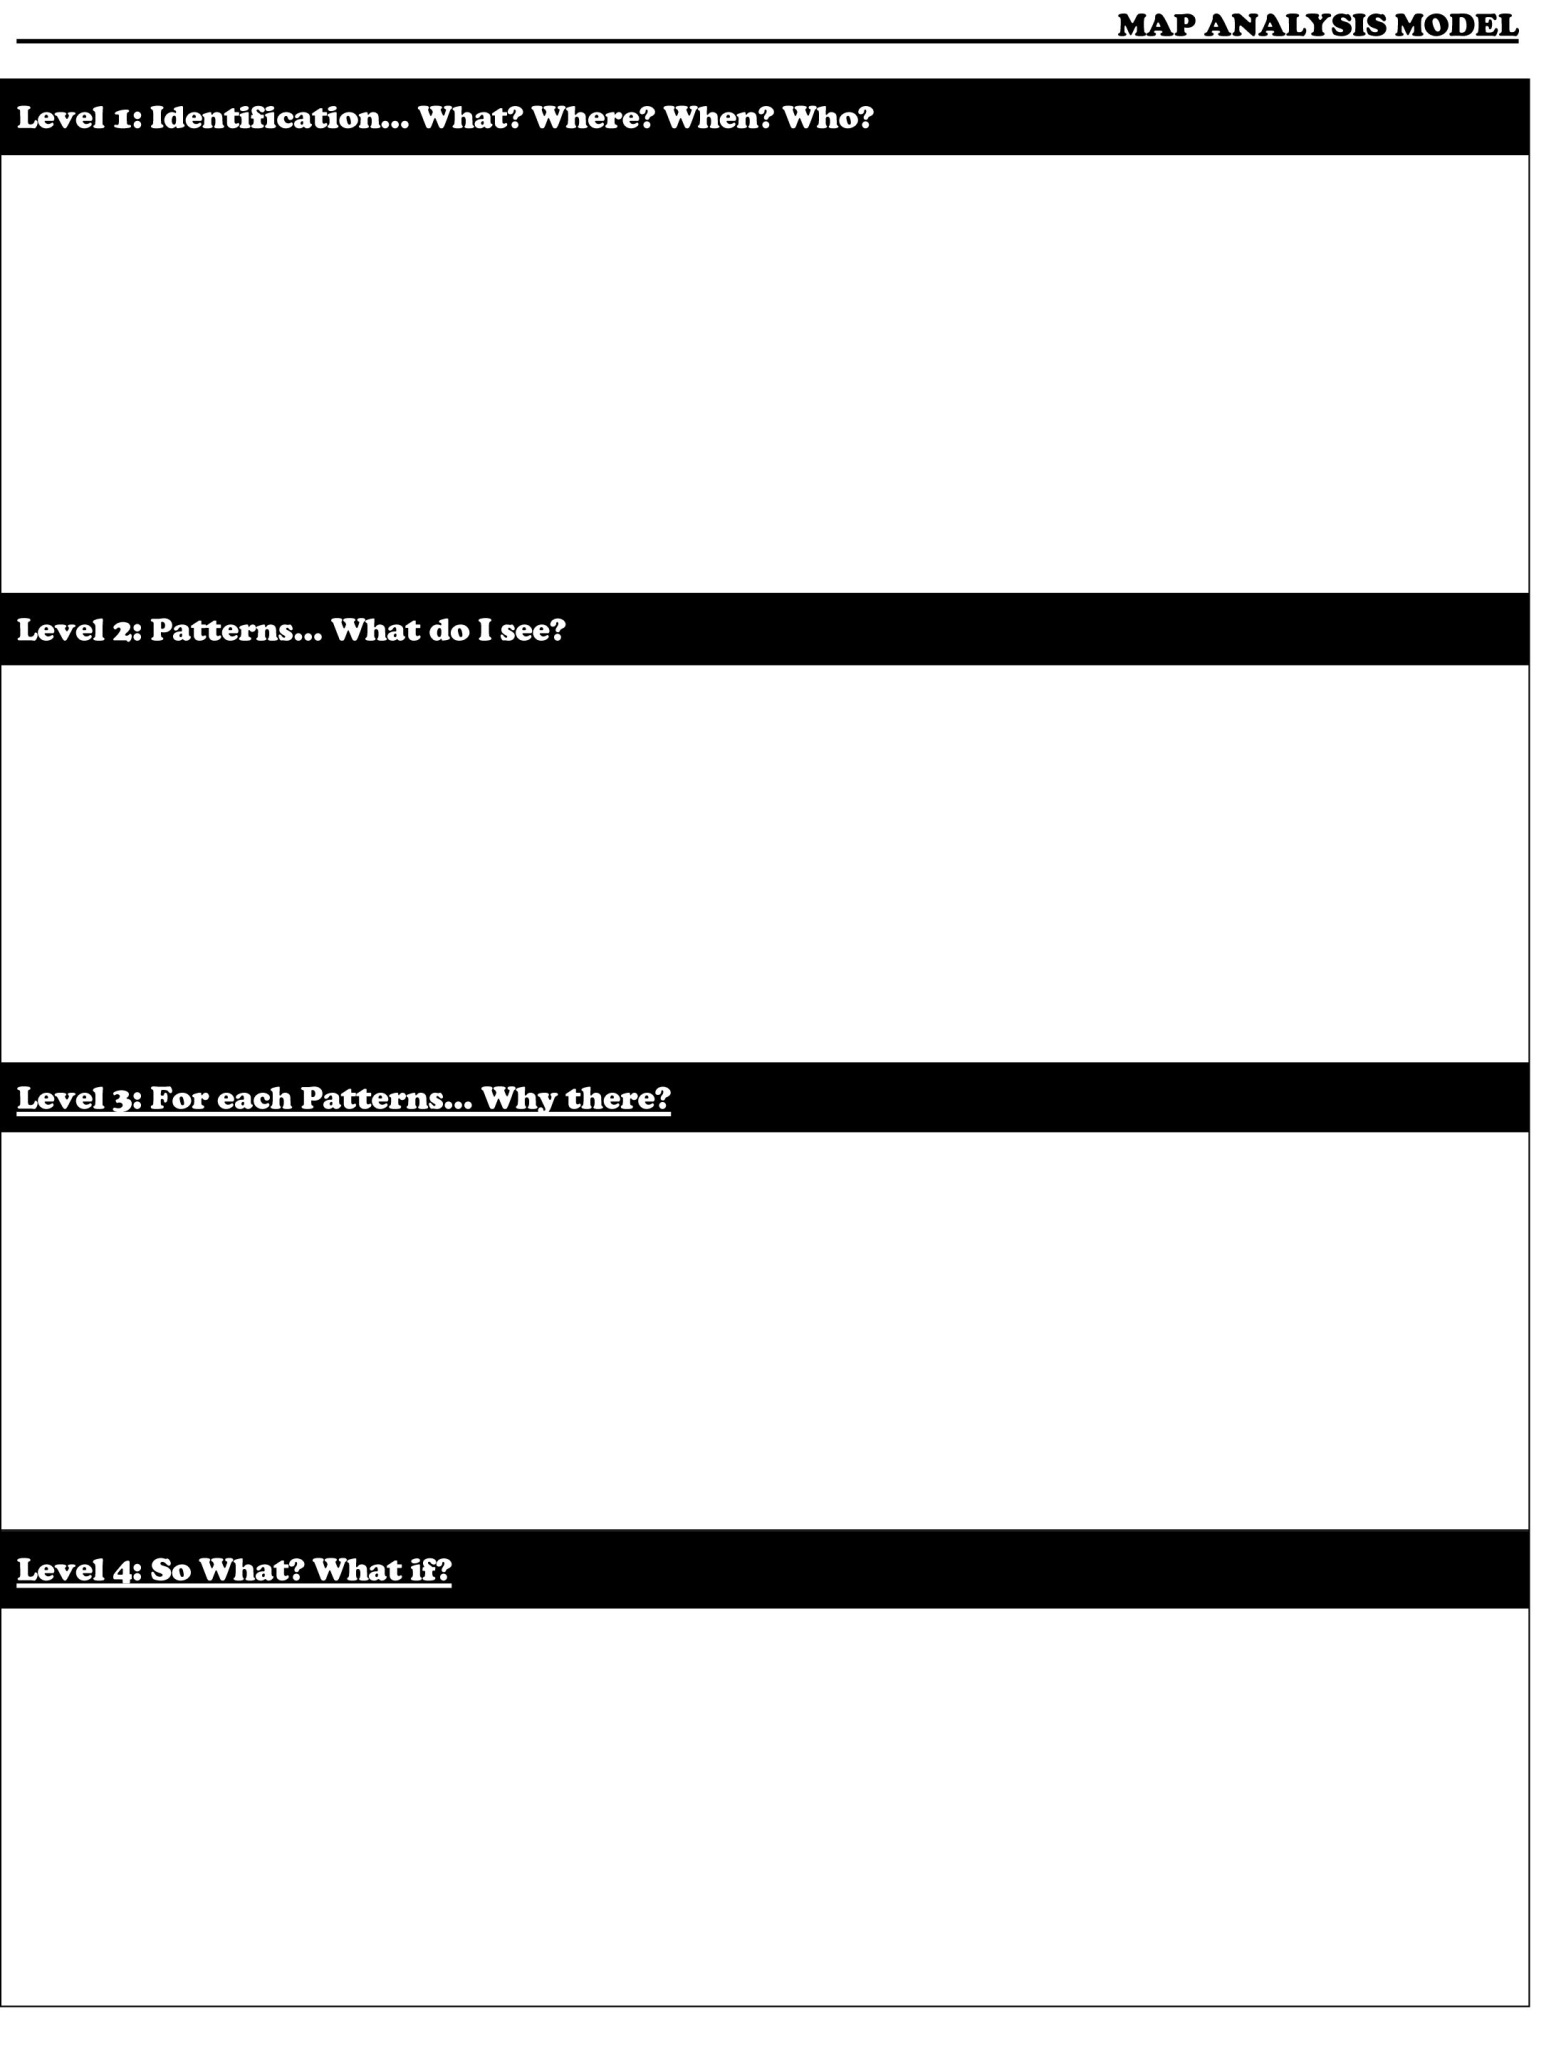 MAP ANALYSIS MODEL
Level 1: Identification... What? Where? When? Who?
Level 2: Patterns... What do I see?
Level 3: For each Patterns... Why there?
Level 4: So What? What if?